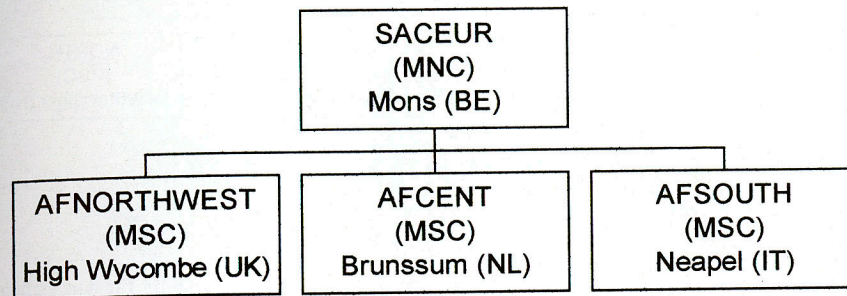 SACEUR
(MNC)
Mons (BE)
AFNORTHWEST
(MSC)
High Wycombe (UK)
AFCENT
(MSC)
Brunssum (NL)
AFSOUTH
(MSC)
Neapel (IT)